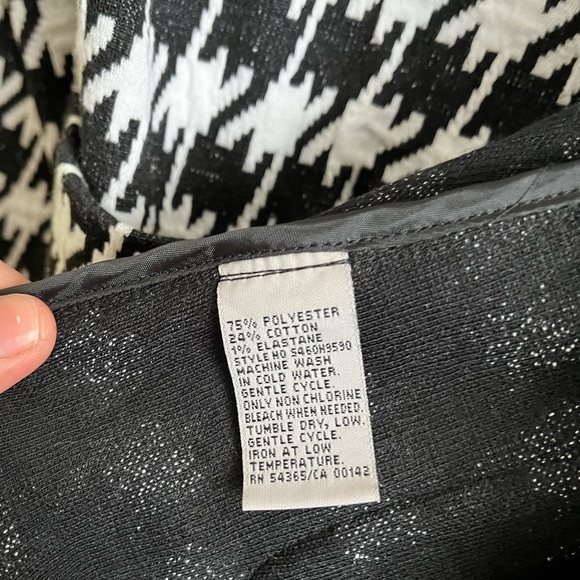 75% POLYESTER
24% COTTON
1% ELASTANE
STYLE NO S460H9590
MACHINE WASH
IN COLD WATER.
GENTLE CYCLE.
ONLY NON CHLORINE
BLEACH WHEN NEEDED.
TUMBLE DRY, LOW.
GENTLE CYCLE.
IRON AT LOW
TEMPERATURE.
RN 54365/CA 00142